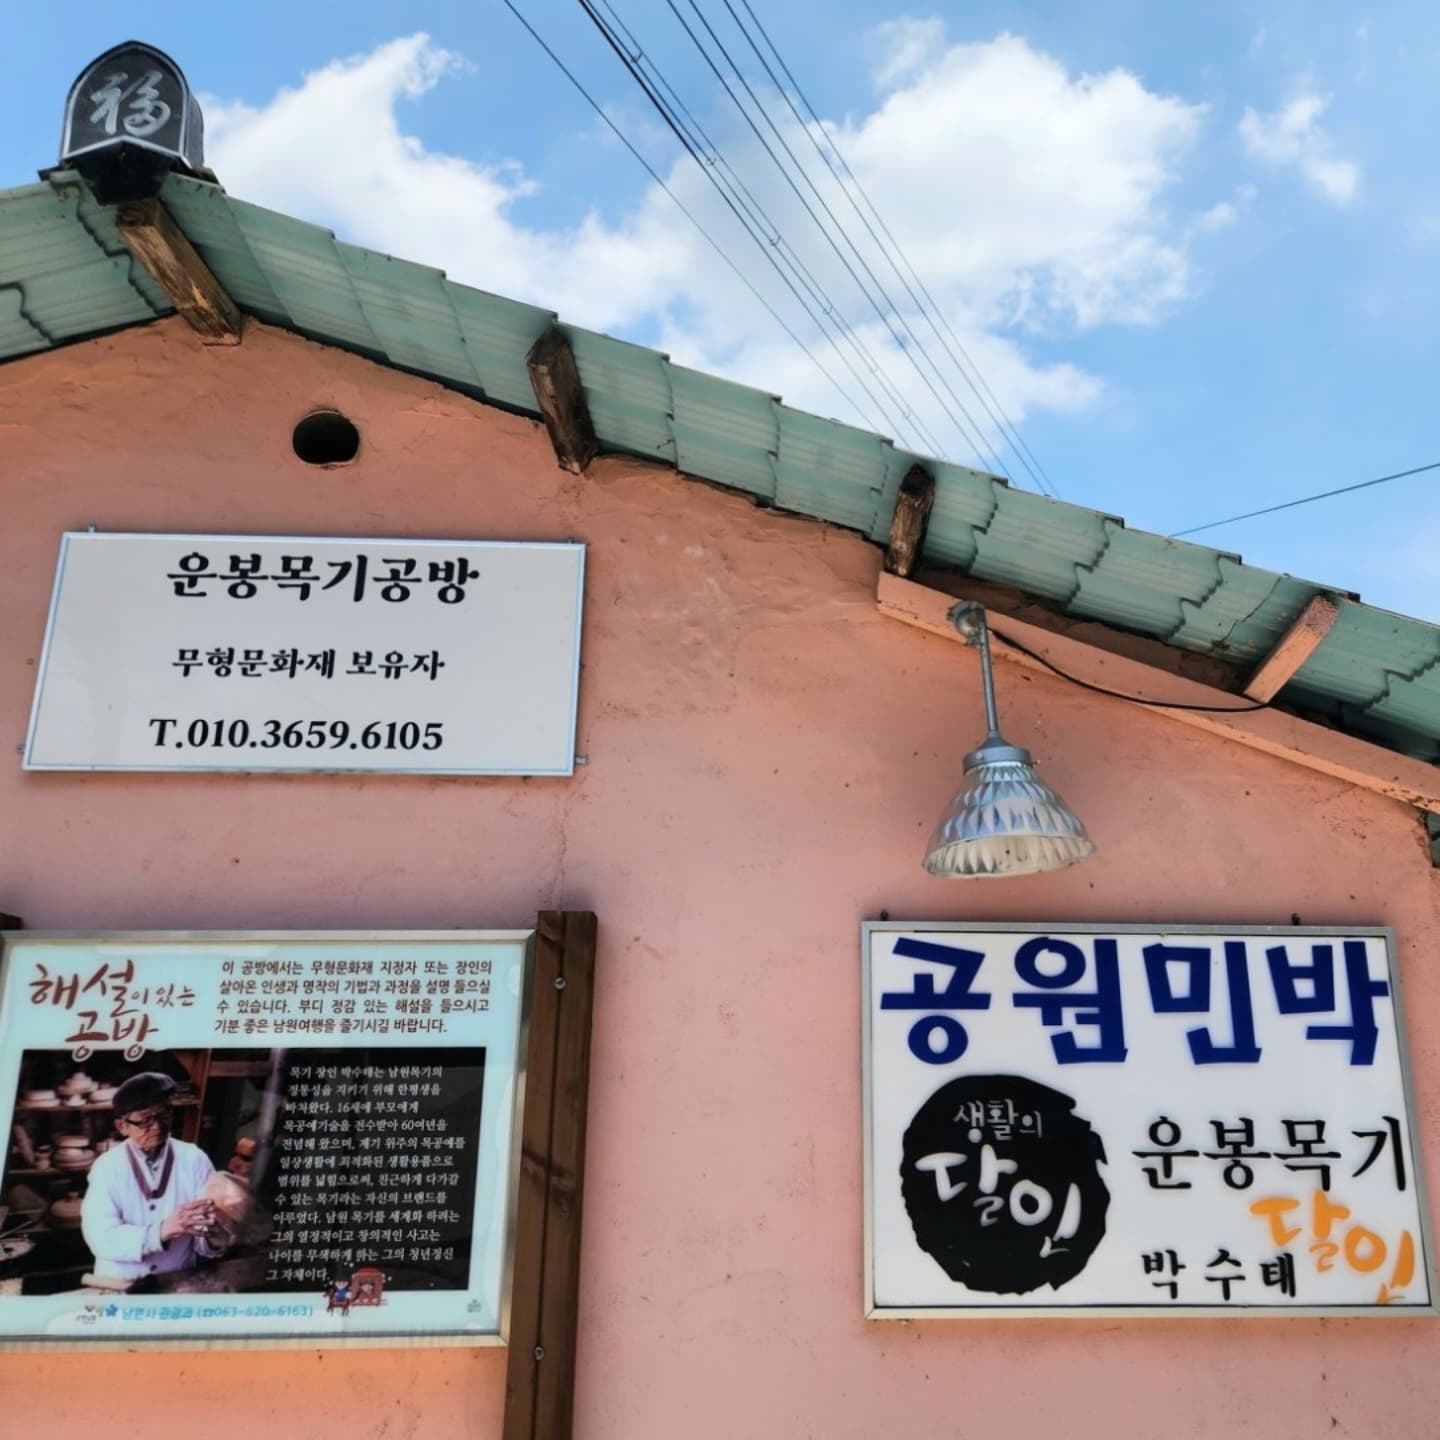 福
운봉목기공방
무형문화재 보유자
T.010.3659.6105
해설이 있는
공방
이 공방에서는 무형문화재 지정자 또는 장인의
살아온 인생과 명작의 기법과 과정을 설명 들으실
수 있습니다. 부디 정감 있는 해설을 들으시고
기분 좋은 남원여행을 즐기시길 바랍니다.
목기 장인 박수태는 남원목기의
정통성을 지키기 위해 한평생을
바쳐왔다. 16세에 부모에게
목공예기술을 전수받아 60여년을
전념해 왔으며, 제기 위주의 목공예를
일상생활에 최적화된 생활용품으로
범위를 넓힘으로써, 친근하게 다가갈
수 있는 목기라는 자신의 브랜드를
이루었다. 남원 목기를 세계화 하려는
그의 열정적이고 창의적인 사고는
나이를 무색하게 하는 그의 청년정신
그 자체이다.
남원시 관광과 (☎063-620-6163)
공원민박
생활의
달인
운봉목기
달인
박수태